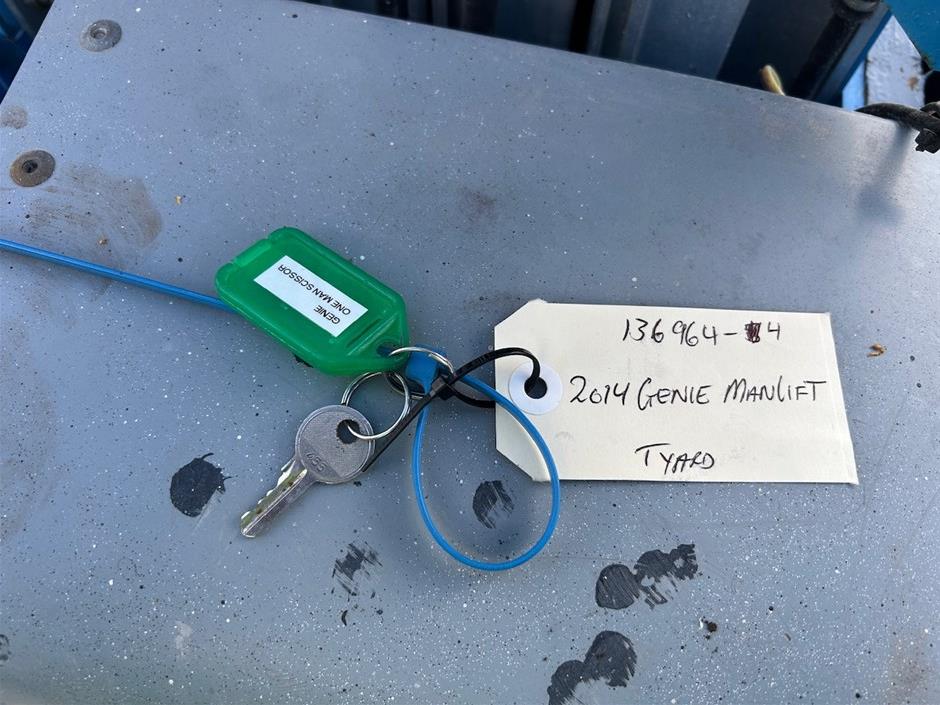 GENIE
ONE MAN SCISSOR
136964-4
2014 GENIE MANLIFT
TYARD